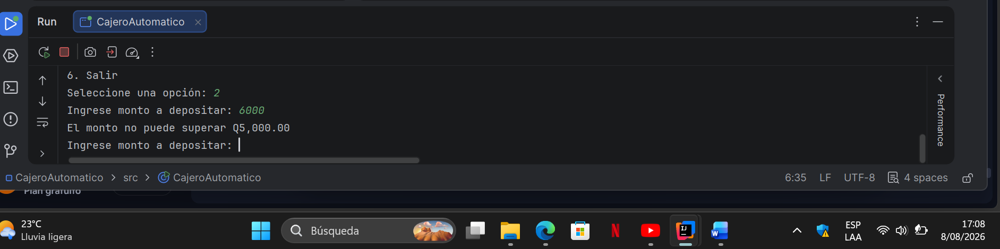 Run
CajeroAutomatico
6. Salir
Seleccione una opción: 2
Ingrese monto a depositar: 6000
El monto no puede superar Q5,000.00
Ingrese monto a depositar:
Performance
CajeroAutomatico > src > CajeroAutomatico
6:35 LF UTF-8 4 spaces
Plan gratuito
23°C
Lluvia ligera
Búsqueda
ESP
LAA
17:08
8/08/2026